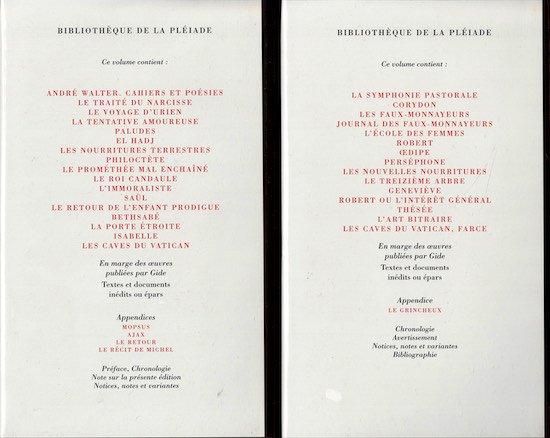 BIBLIOTHÈQUE DE LA PLÉIADE
Ce volume contient :
ANDRÉ WALTER. CAHIERS ET POÉSIES
LE TRAITÉ DU NARCISSE
LE VOYAGE D'URIEN
LA TENTATIVE AMOUREUSE
PALUDES
EL HADJ
LES NOURRITURES TERRESTRES
PHILOCTÈTE
LE PROMÉTHÉE MAL ENCHAÎNÉ
LE ROI CANDAULE
L'IMMORALISTE
SAÜL
LE RETOUR DE L'ENFANT PRODIGUE
BETHSABÉ
LA PORTE ÉTROITE
ISABELLE
LES CAVES DU VATICAN
En marge des œuvres
publiées par Gide
Textes et documents
inédits ou épars
Appendices
MOPSUS
AJAX
LE RETOUR
LE RÉCIT DE MICHEL
Préface, Chronologie
Note sur la présente édition
Notices, notes et variantes
BIBLIOTHÈQUE DE LA PLÉIADE
Ce volume contient :
LA SYMPHONIE PASTORALE
CORYDON
LES FAUX-MONNAYEURS
JOURNAL DES FAUX-MONNAYEURS
L'ÉCOLE DES FEMMES
ROBERT
ŒDIPE
PERSÉPHONE
LES NOUVELLES NOURRITURES
LE TREIZIÈME ARBRE
GENEVIÈVE
ROBERT OU L'INTÉRÊT GÉNÉRAL
THÉSÉE
L'ART BITRAIRE
LES CAVES DU VATICAN, FARCE
En marge des œuvres
publiées par Gide
Textes et documents
inédits ou épars
Appendice
LE GRINCHEUX
Chronologie
Avertissement
Notices, notes et variantes
Bibliographie